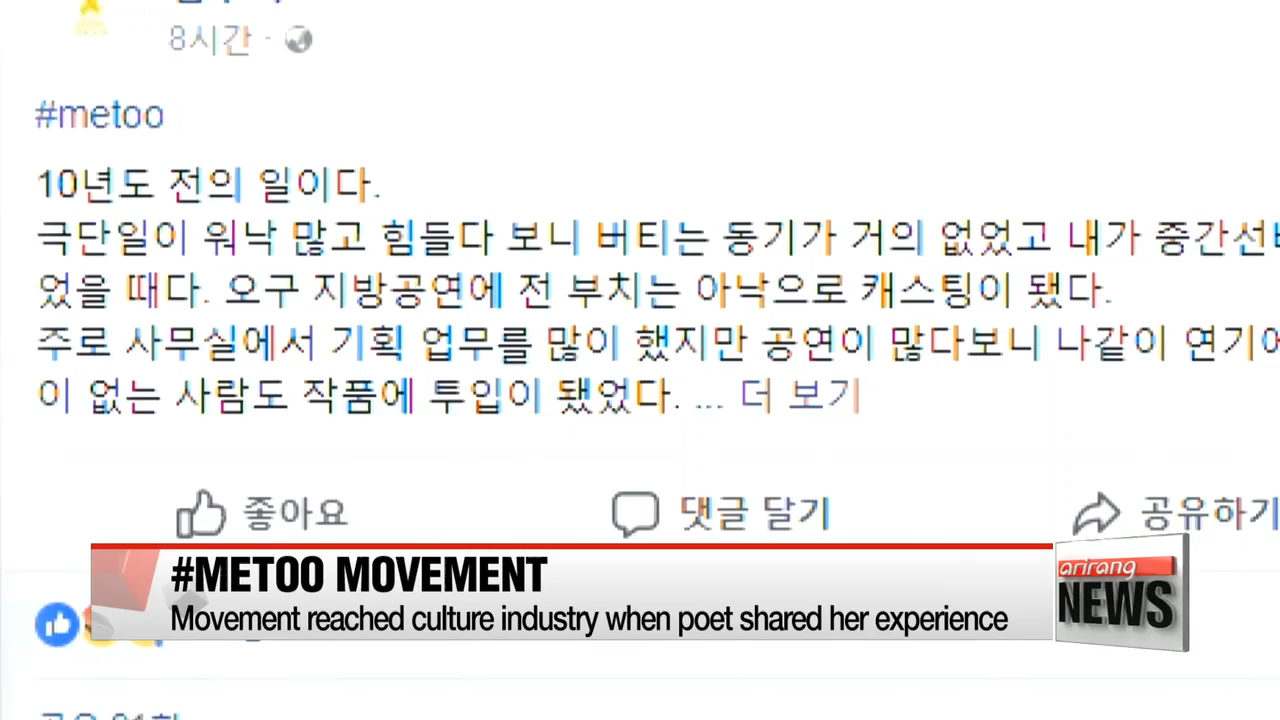 8시간 ·
#metoo
10년도 전의 일이다.
극단일이 워낙 많고 힘들다 보니 버티는 동기가 거의 없었고 내가 중간선
었을 때다. 오구 지방공연에 전 부치는 아낙으로 캐스팅이 됐다.
주로 사무실에서 기획 업무를 많이 했지만 공연이 많다보니 나같이 연기에
이 없는 사람도 작품에 투입이 됐었다. ... 더 보기
좋아요 댓글 달기 공유하기
#METOO MOVEMENT
Movement reached culture industry when poet shared her experience
arirang
NEWS